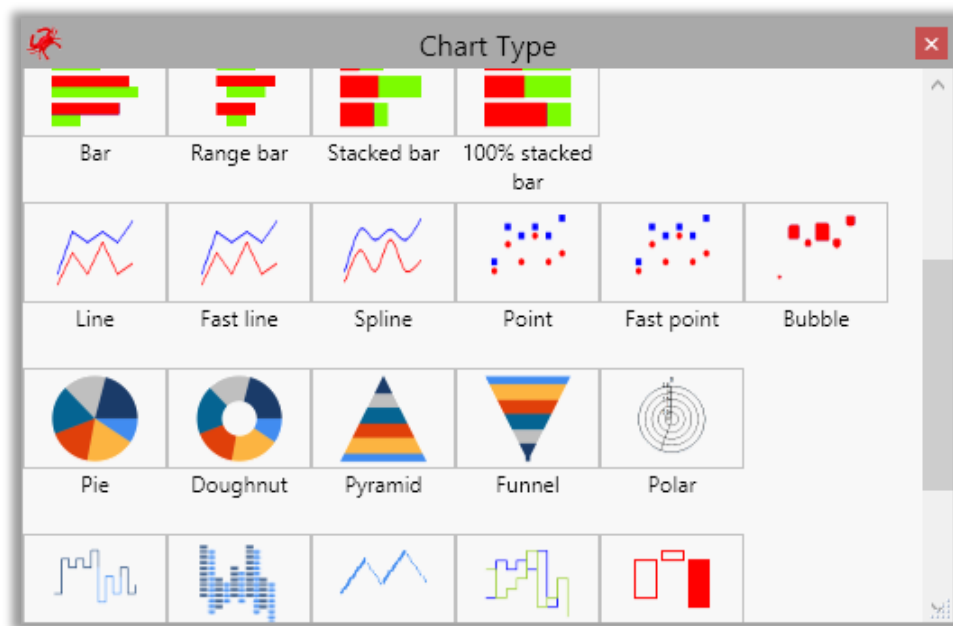 Chart Type
Bar
Range bar
Stacked bar
100% stacked
bar
Line
Fast line
Spline
Point
Fast point
Bubble
Pie
Doughnut
Pyramid
Funnel
Polar